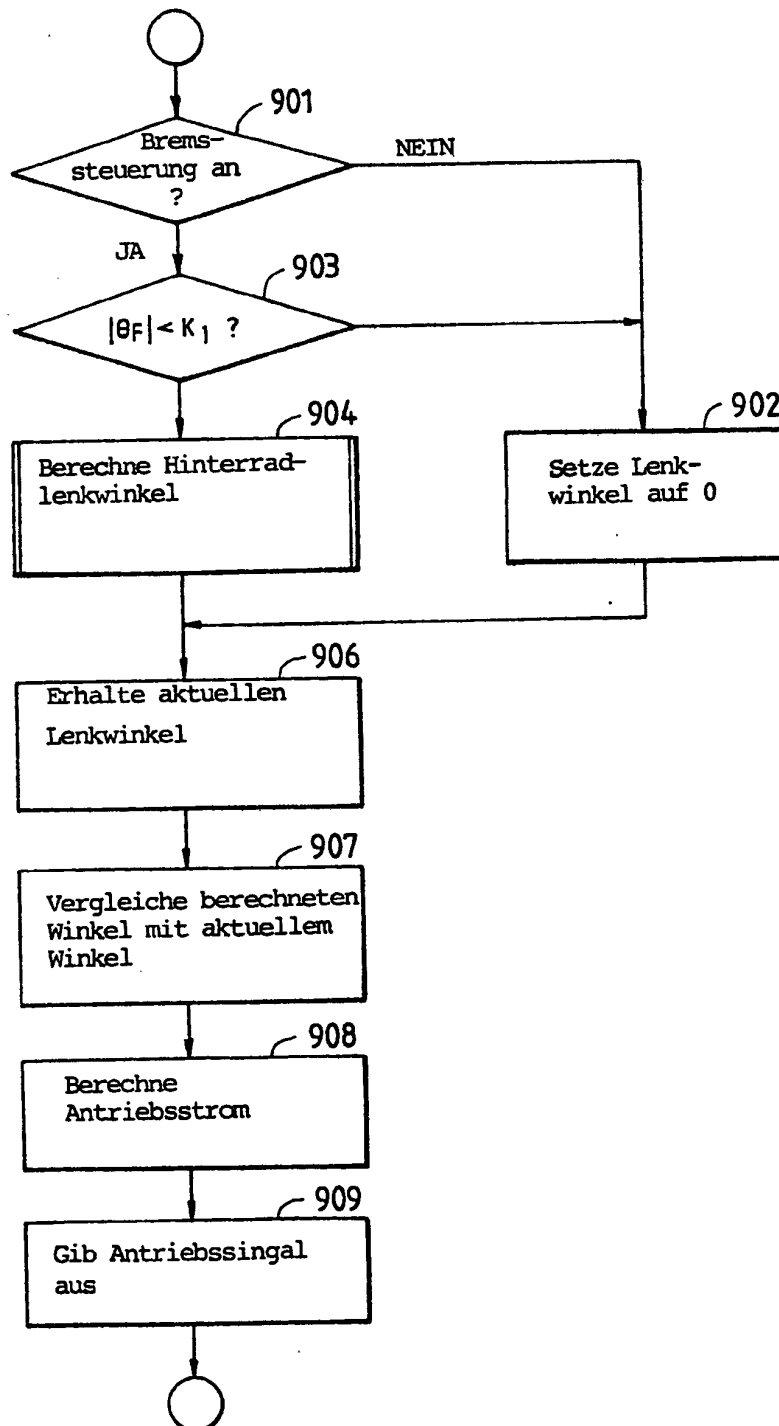 901
Brems-
steuerung an
?
NEIN
JA
903
|θF| < K1 ?
904
Berechne Hinterrad-
lenkwinkel
902
Setze Lenk-
winkel auf 0
906
Erhalte aktuellen
Lenkwinkel
907
Vergleiche berechneten
Winkel mit aktuellem
Winkel
908
Berechne
Antriebsstrom
909
Gib Antriebssingal
aus